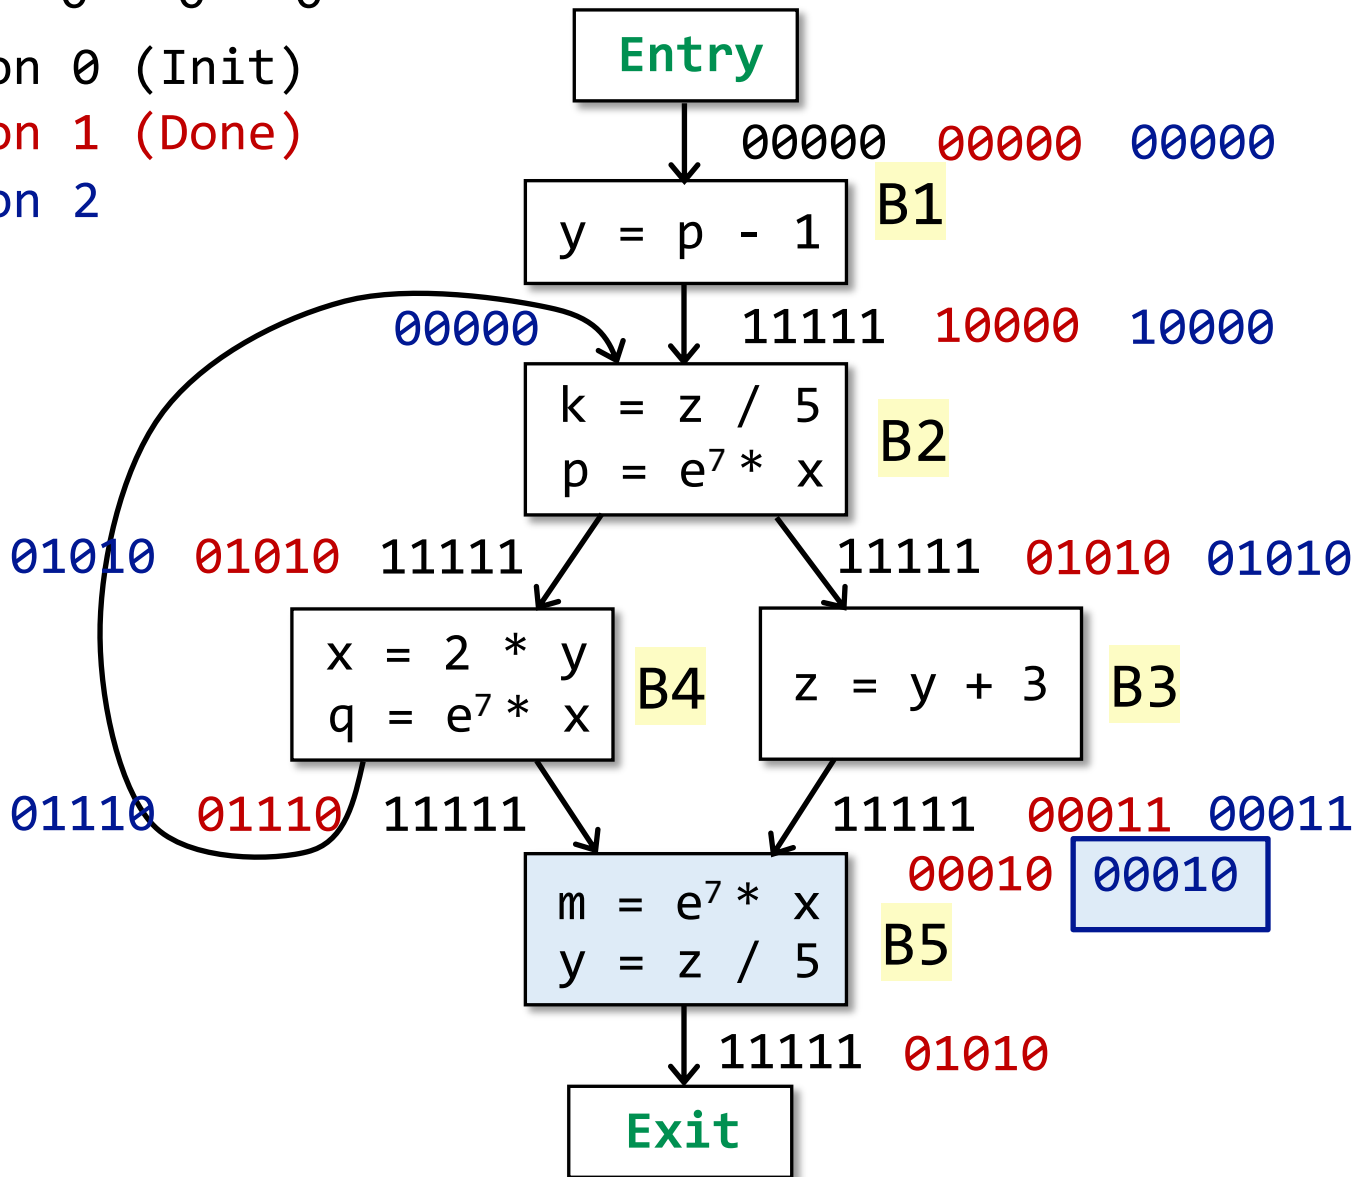 on 0 (Init)
on 1 (Done)
on 2
Entry
00000 00000 00000
B1
y = p - 1
00000
11111 10000 10000
k = z / 5
p = e⁷ * x
B2
01010 01010 11111
11111 01010 01010
x = 2 * y
q = e⁷ * x
B4
z = y + 3
B3
01110 01110 11111
11111 00011 00011
00010 00010
m = e⁷ * x
y = z / 5
B5
11111 01010
Exit